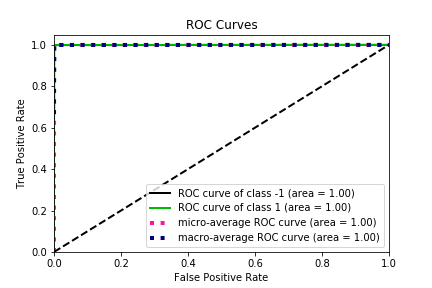 ROC Curves
True Positive Rate
1.0
0.8
0.6
0.4
0.2
0.0
ROC curve of class -1 (area = 1.00)
ROC curve of class 1 (area = 1.00)
micro-average ROC curve (area = 1.00)
macro-average ROC curve (area = 1.00)
0.0 0.2 0.4 0.6 0.8 1.0
False Positive Rate